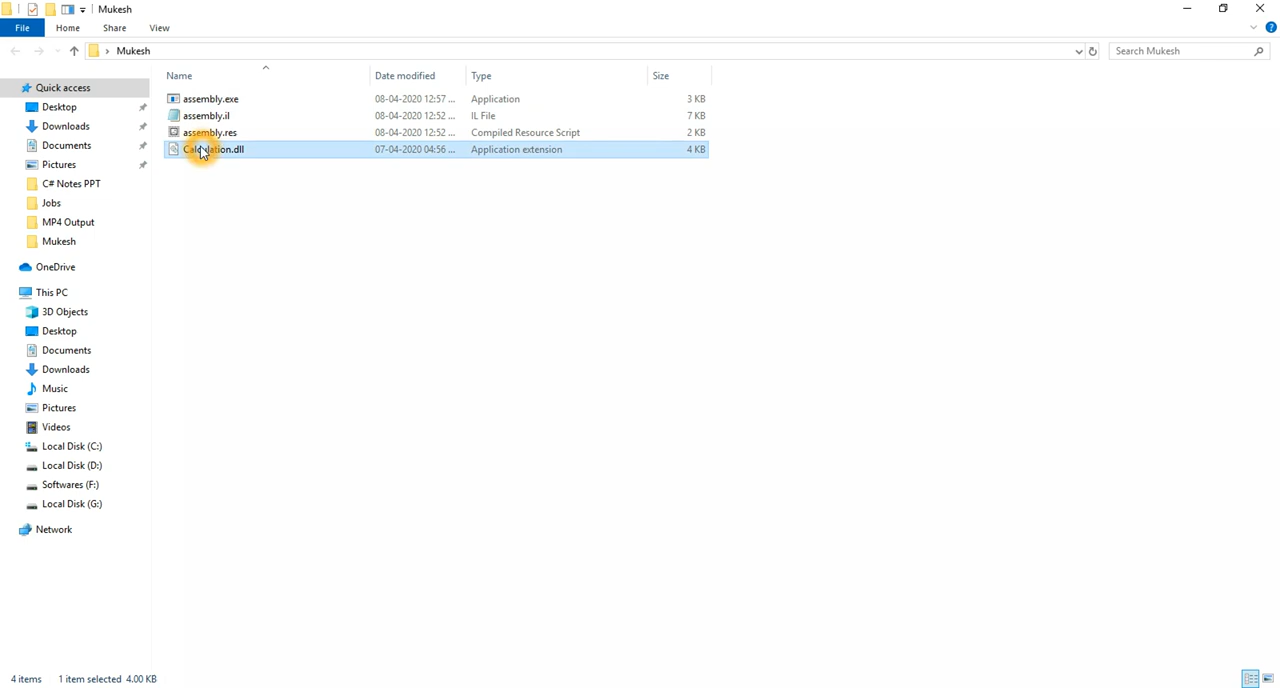 Mukesh
File Home Share View
Mukesh Search Mukesh
Name Date modified Type Size
Quick access
assembly.exe 08-04-2020 12:57 ... Application 3 KB
Desktop
assembly.il 08-04-2020 12:52 ... IL File 7 KB
Downloads
assembly.res 08-04-2020 12:52 ... Compiled Resource Script 2 KB
Documents
Calculation.dll 07-04-2020 04:56 ... Application extension 4 KB
Pictures
C# Notes PPT
Jobs
MP4 Output
Mukesh
OneDrive
This PC
3D Objects
Desktop
Documents
Downloads
Music
Pictures
Videos
Local Disk (C:)
Local Disk (D:)
Softwares (F:)
Local Disk (G:)
Network
4 items 1 item selected 4.00 KB